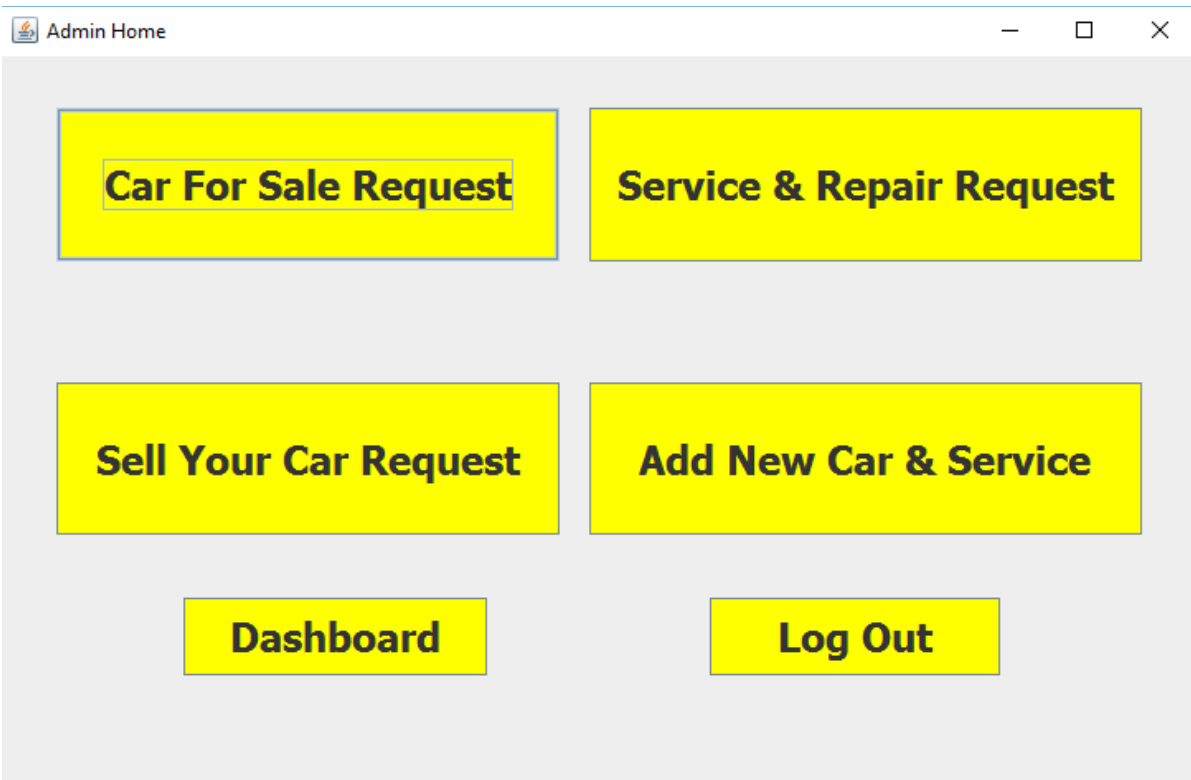 Admin Home
Car For Sale Request
Service & Repair Request
Sell Your Car Request
Add New Car & Service
Dashboard
Log Out